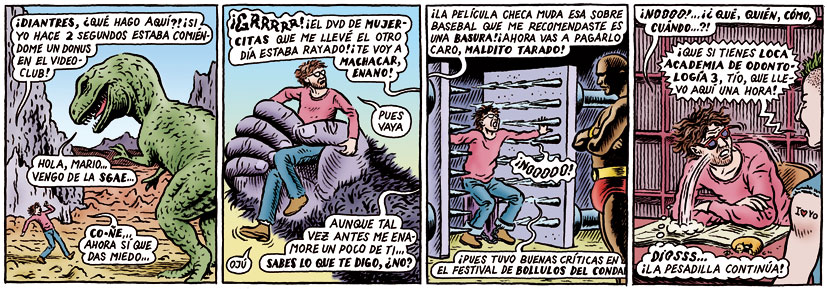 ¡DIANTRES, ¿QUÉ HAGO AQUÍ?! ¡SI
YO HACE 2 SEGUNDOS ESTABA COMIÉN-
DOME UN DONUS
EN EL VIDEO-
CLUB!
HOLA, MARIO...
VENGO DE LA SGAE...
CO-ÑE...
AHORA SÍ QUE
DAS MIEDO...
¡GRRRRR! ¡EL DVD DE MUJER-
CITAS QUE ME LLEVÉ EL OTRO
DÍA ESTABA RAYADO! ¡TE VOY A
MACHACAR,
ENANO!
PUES
VAYA
AUNQUE TAL
VEZ ANTES ME ENA-
MORE UN POCO DE TI...
SABES LO QUE TE DIGO, ¿NO?
OJÚ
¡LA PELÍCULA CHECA MUDA ESA SOBRE
BASEBAL QUE ME RECOMENDASTE ES
UNA BASURA! ¡AHORA VAS A PAGARLO
CARO, MALDITO TARADO!
¡NOOOOO!
¡PUES TUVO BUENAS CRÍTICAS EN
EL FESTIVAL DE BOLLULOS DEL CONDA
¡NOOOO!...¡¿QUÉ, QUIÉN, CÓMO,
CUÁNDO...?!
¡QUE SI TIENES LOCA
ACADEMIA DE ODONTO-
LOGÍA 3, TÍO, QUE LLE-
VO AQUÍ UNA HORA!
I♥YO
DIOSSS...
¡LA PESADILLA CONTINÚA!